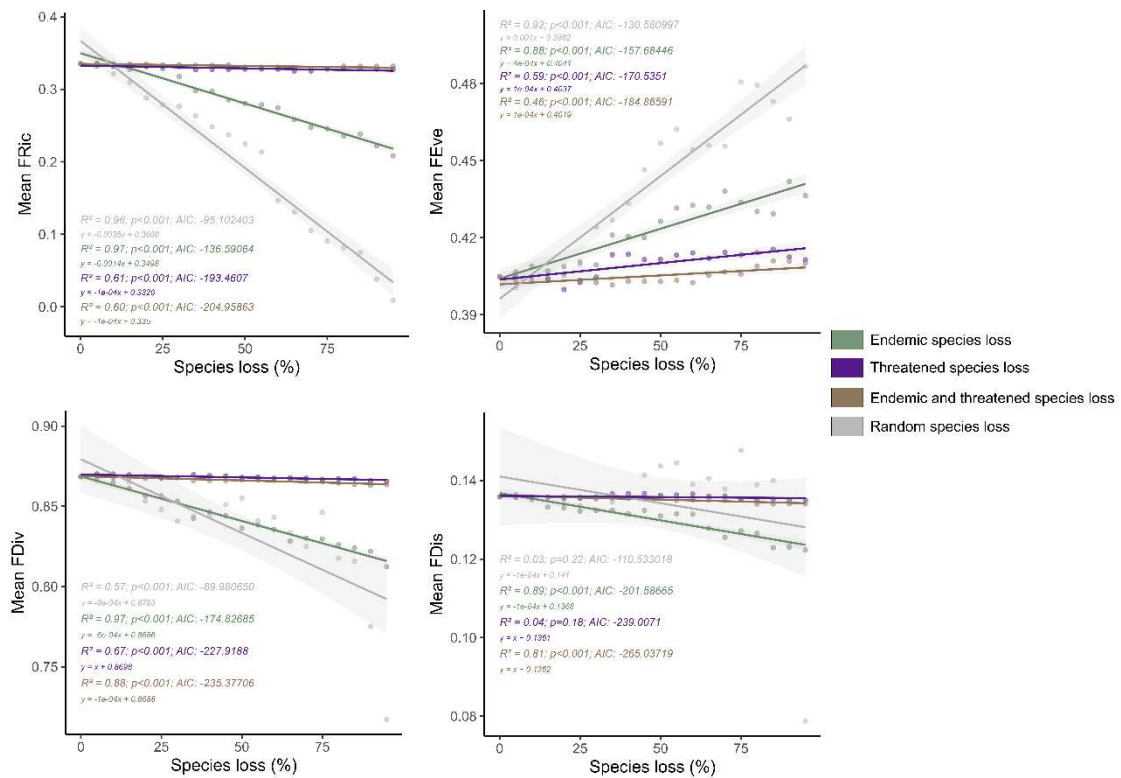 0.4
0.3
0.2
0.1
0.0
Mean FRic
R² = 0.96; p<0.001; AIC: -95.102403
y = -0.0035x + 0.3668
R² = 0.97; p<0.001; AIC: -136.59064
y = -0.0014x + 0.3498
R² = 0.61; p<0.001; AIC: -193.4607
y = -1e-04x + 0.3326
R² = 0.60; p<0.001; AIC: -204.95863
y = -1e-04x + 0.335
0 25 50 75
Species loss (%)
0.48
0.45
0.42
0.39
Mean FEve
R² = 0.92; p<0.001; AIC: -130.580997
y = 0.001x + 0.3962
R² = 0.88; p<0.001; AIC: -157.68446
y = 4e-04x + 0.4041
R² = 0.59; p<0.001; AIC: -170.5351
y = 1e-04x + 0.4037
R² = 0.46; p<0.001; AIC: -184.86591
y = 1e-04x + 0.4019
0 25 50 75
Species loss (%)
Endemic species loss
Threatened species loss
Endemic and threatened species loss
Random species loss
0.90
0.85
0.80
0.75
Mean FDiv
R² = 0.57; p<0.001; AIC: -89.980650
y = -9e-04x + 0.8793
R² = 0.97; p<0.001; AIC: -174.82685
R² = 0.67; p<0.001; AIC: -227.9188
y = x + 0.8698
R² = 0.88; p<0.001; AIC: -235.37706
y = -1e-04x + 0.8688
0 25 50 75
Species loss (%)
0.14
0.12
0.10
0.08
Mean FDis
R² = 0.03; p=0.22; AIC: -110.533018
y = -1e-04x + 0.141
R² = 0.89; p<0.001; AIC: -201.58665
y = -1e-04x + 0.1368
R² = 0.04; p=0.18; AIC: -239.0071
y = x + 0.1361
R² = 0.81; p<0.001; AIC: -265.03719
y = x + 0.1362
0 25 50 75
Species loss (%)